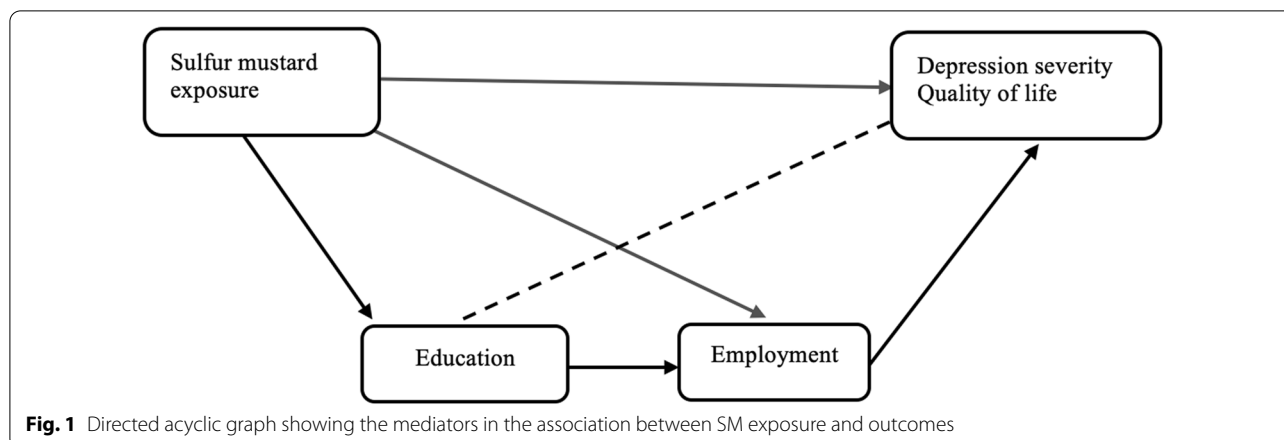 Sulfur mustard
exposure
Depression severity
Quality of life
Education
Employment
Fig. 1 Directed acyclic graph showing the mediators in the association between SM exposure and outcomes